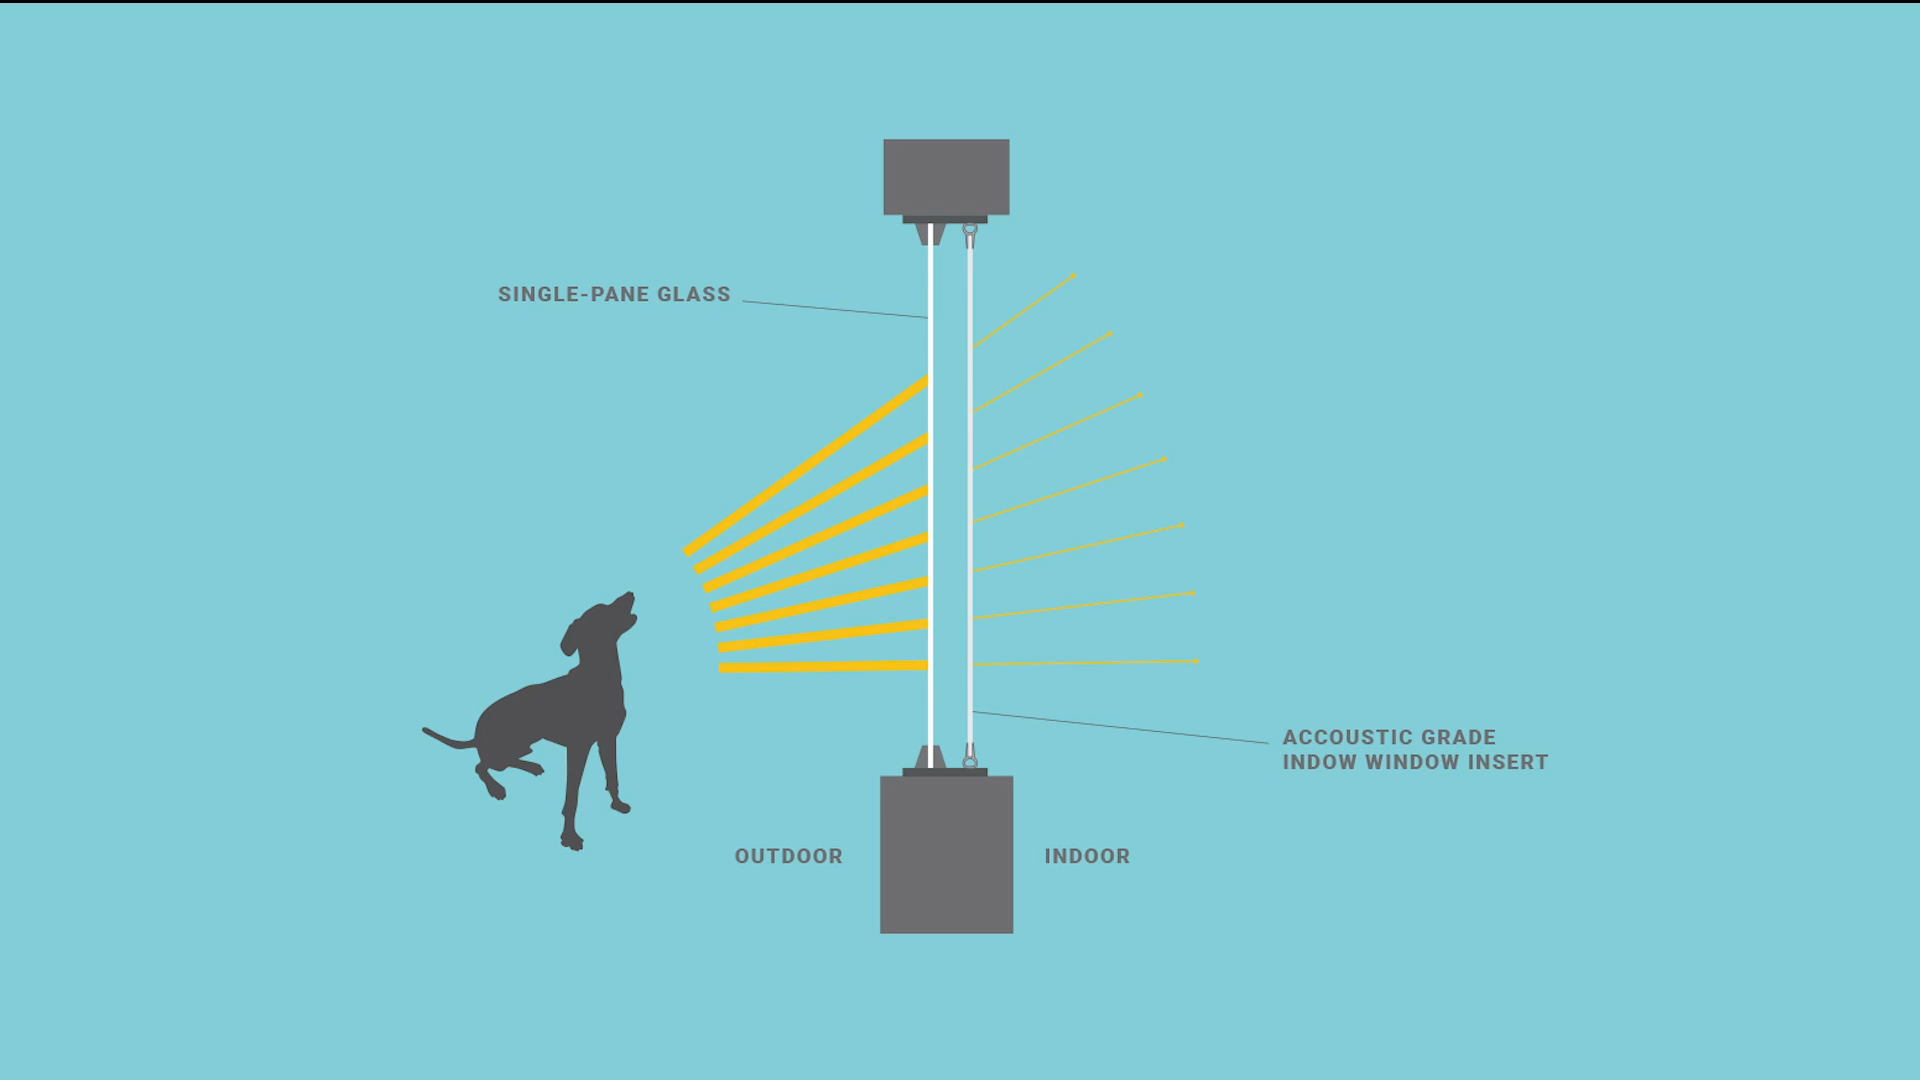 SINGLE-PANE GLASS
ACCOUSTIC GRADE
INDOW WINDOW INSERT
OUTDOOR
INDOOR